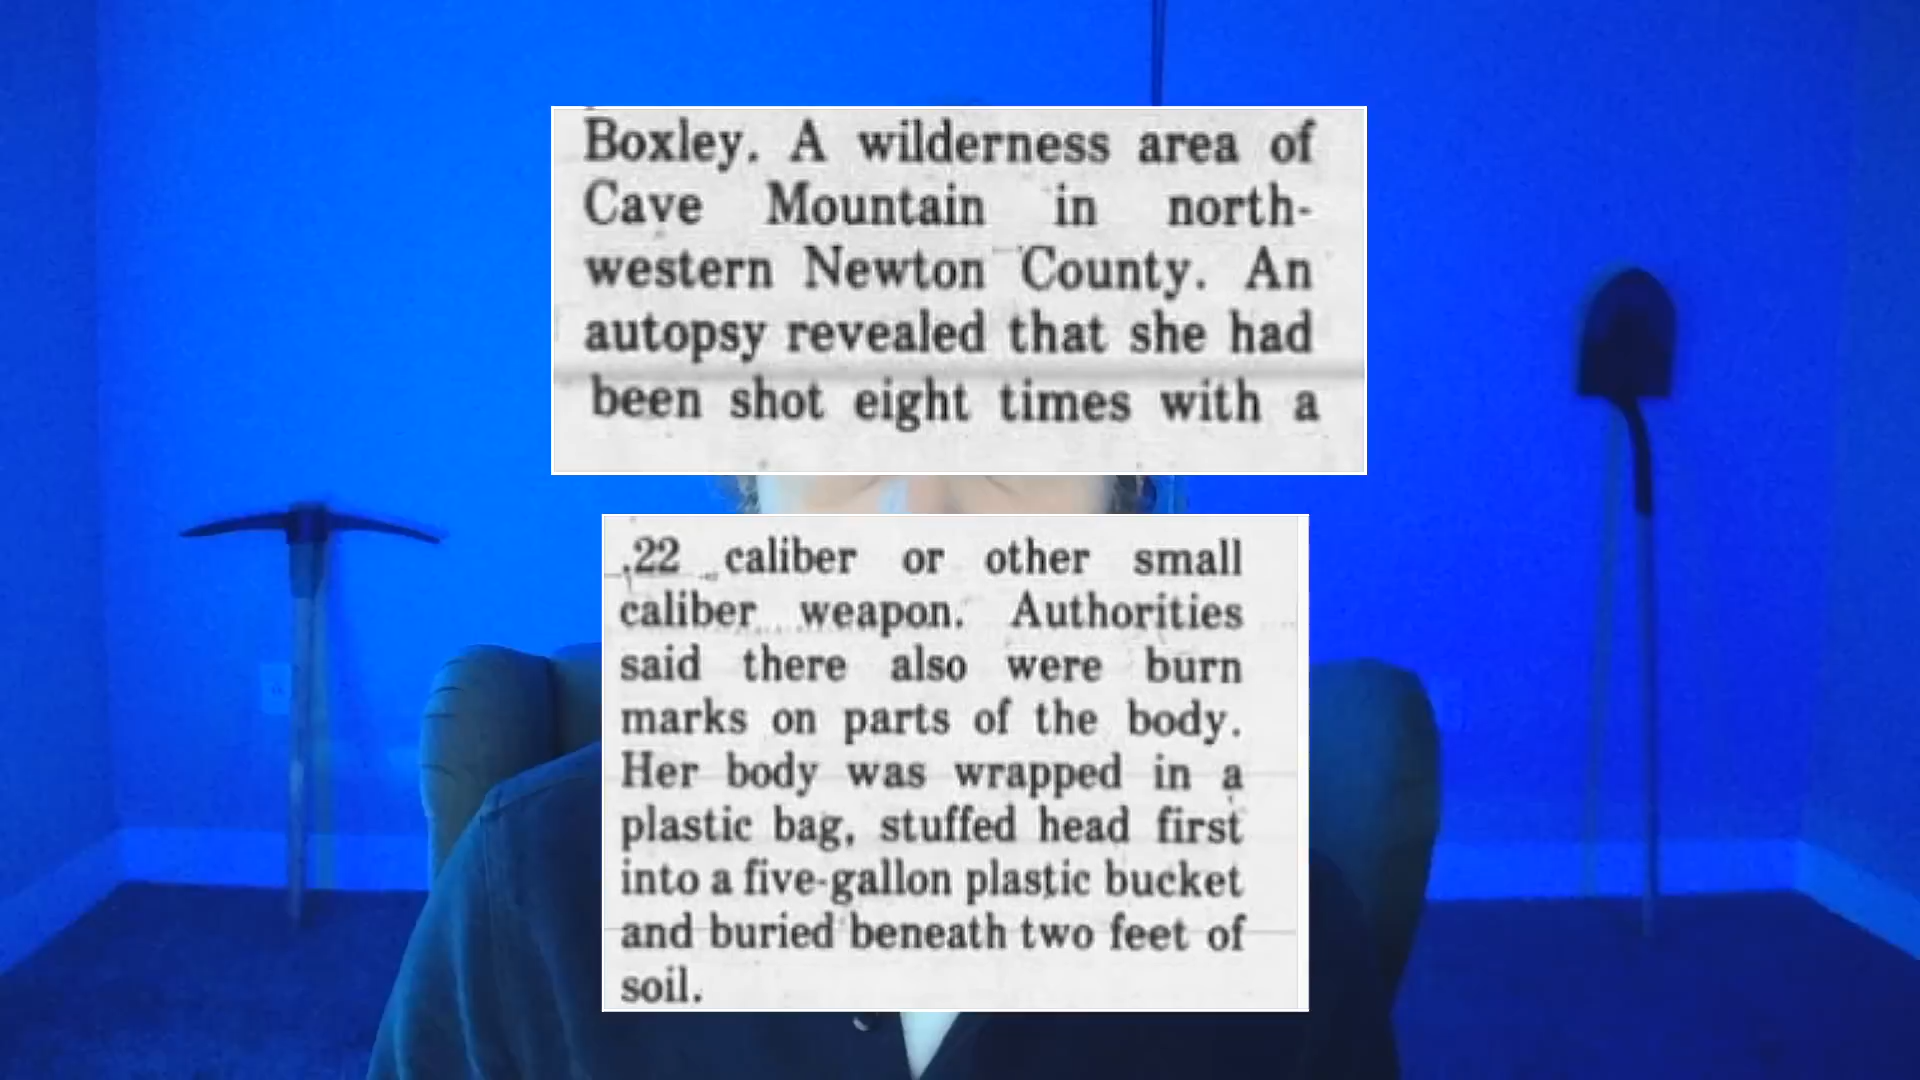 Boxley. A wilderness area of
Cave Mountain in north-
western Newton County. An
autopsy revealed that she had
been shot eight times with a
.22 caliber or other small
caliber weapon. Authorities
said there also were burn
marks on parts of the body.
Her body was wrapped in a
plastic bag, stuffed head first
into a five-gallon plastic bucket
and buried beneath two feet of
soil.